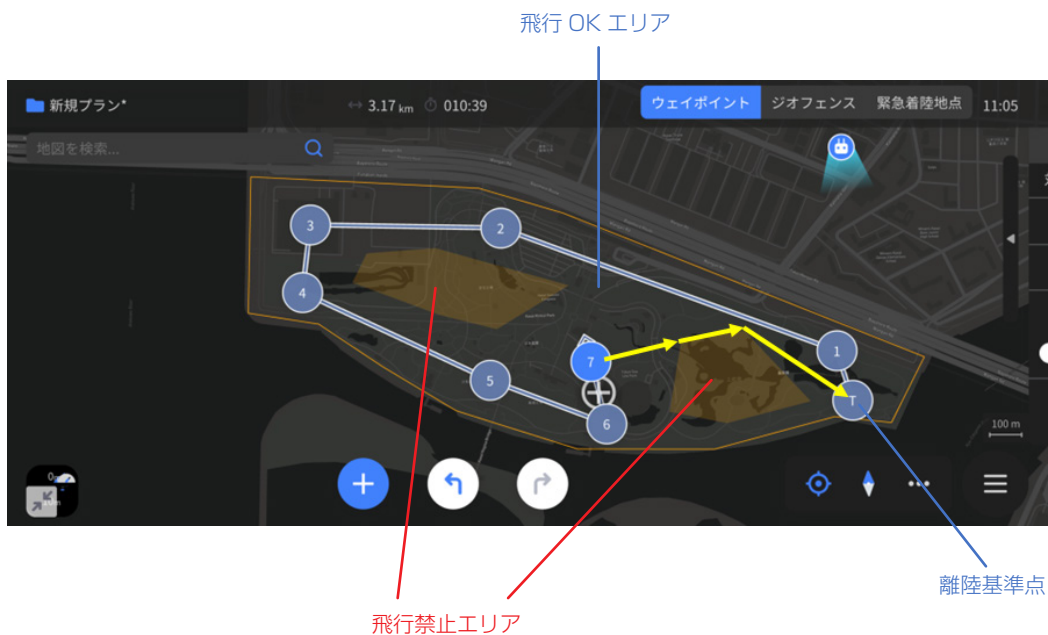 飛行 OK エリア
新規プラン*
3.17 km 010:39
ウェイポイント ジオフェンス 緊急着陸地点 11:05
地図を検索...
3
2
4
1
7
5
T
6
100 m
離陸基準点
飛行禁止エリア